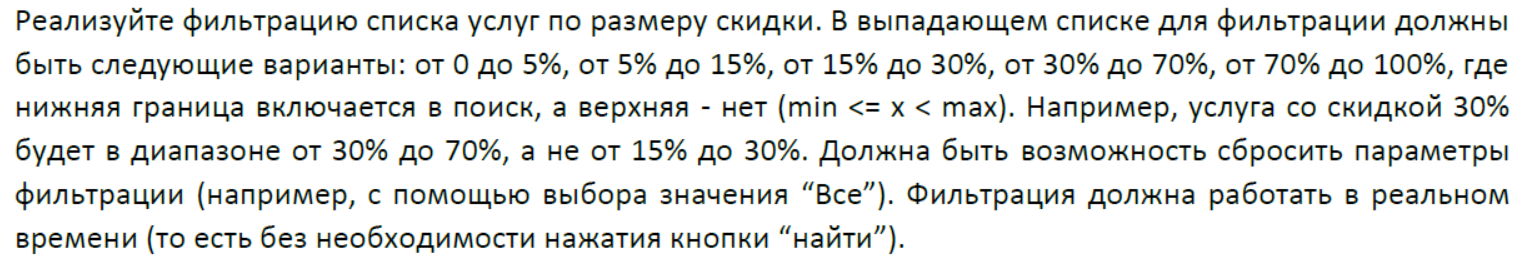 Реализуйте фильтрацию списка услуг по размеру скидки. В выпадающем списке для фильтрации должны
быть следующие варианты: от 0 до 5%, от 5% до 15%, от 15% до 30%, от 30% до 70%, от 70% до 100%, где
нижняя граница включается в поиск, а верхняя - нет (min <= x < max). Например, услуга со скидкой 30%
будет в диапазоне от 30% до 70%, а не от 15% до 30%. Должна быть возможность сбросить параметры
фильтрации (например, с помощью выбора значения “Все”). Фильтрация должна работать в реальном
времени (то есть без необходимости нажатия кнопки “найти”).